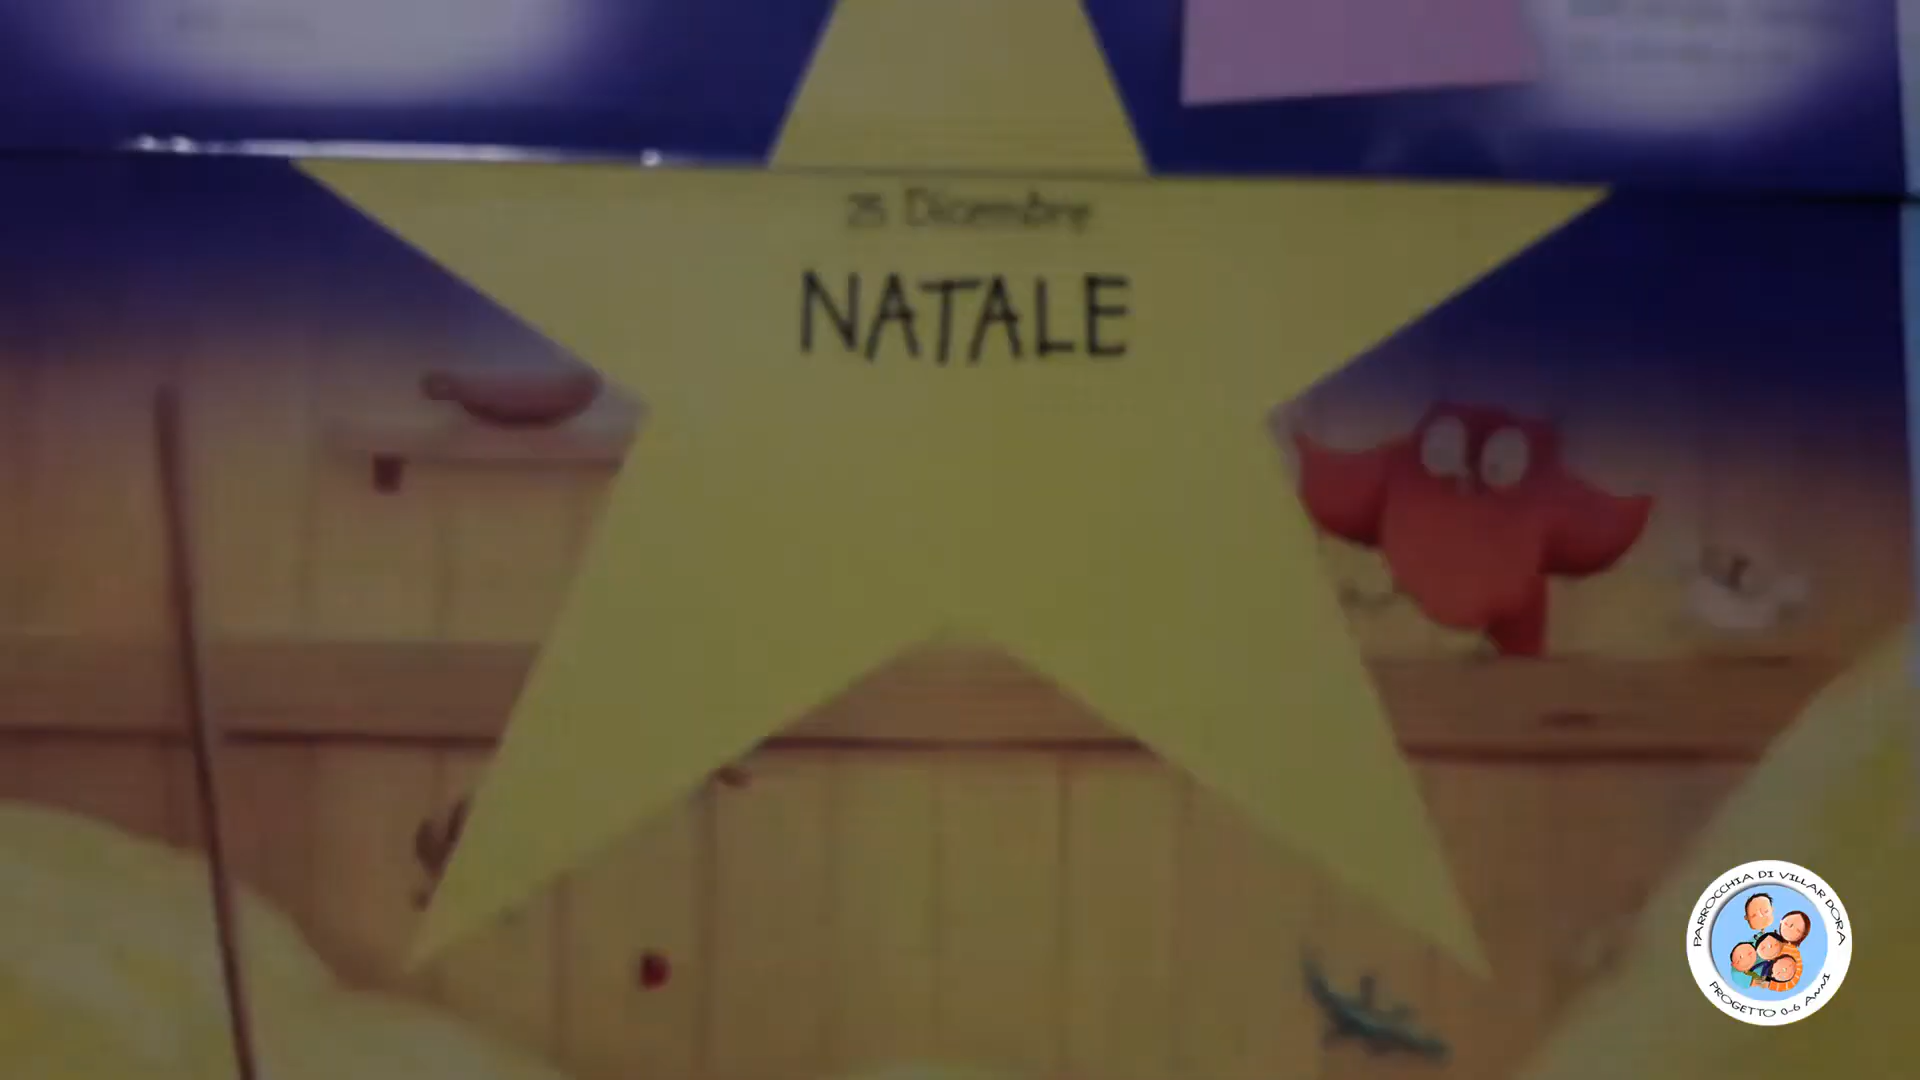 25 Dicembre
NATALE
PARROCCHIA DI VILLAR DORA
PROGETTO 0-6 ANNI